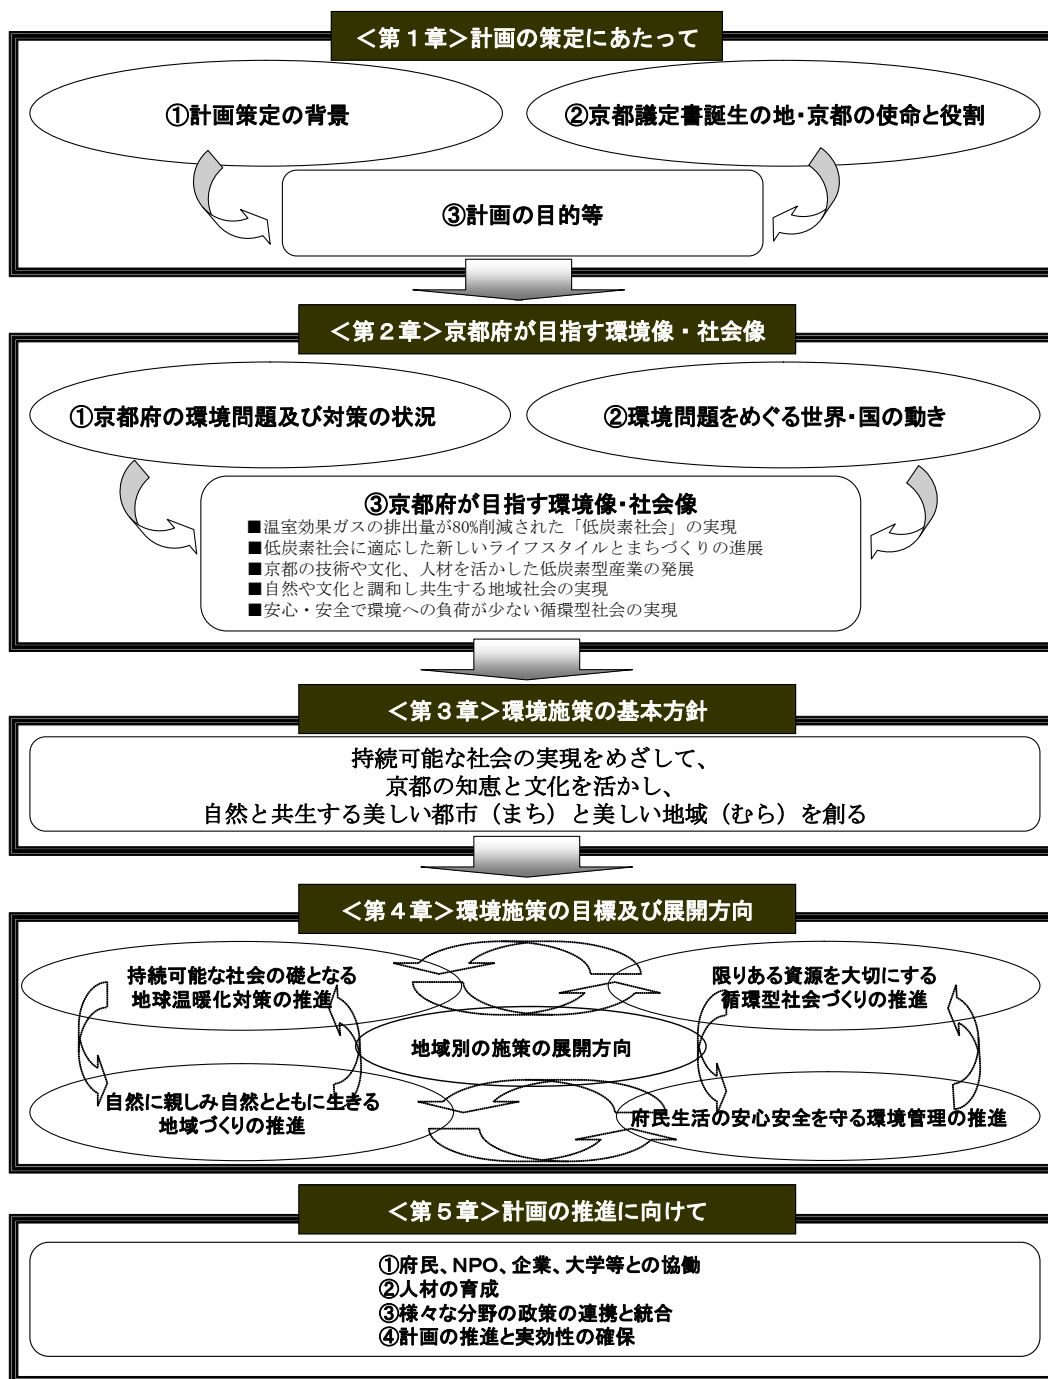 ＜第１章＞計画の策定にあたって
①計画策定の背景
②京都議定書誕生の地・京都の使命と役割
③計画の目的等
＜第２章＞京都府が目指す環境像・社会像
①京都府の環境問題及び対策の状況
②環境問題をめぐる世界・国の動き
③京都府が目指す環境像・社会像
■温室効果ガスの排出量が80%削減された「低炭素社会」の実現
■低炭素社会に適応した新しいライフスタイルとまちづくりの進展
■京都の技術や文化、人材を活かした低炭素型産業の発展
■自然や文化と調和し共生する地域社会の実現
■安心・安全で環境への負荷が少ない循環型社会の実現
＜第３章＞環境施策の基本方針
持続可能な社会の実現をめざして、
京都の知恵と文化を活かし、
自然と共生する美しい都市（まち）と美しい地域（むら）を創る
＜第４章＞環境施策の目標及び展開方向
持続可能な社会の礎となる
地球温暖化対策の推進
限りある資源を大切にする
循環型社会づくりの推進
地域別の施策の展開方向
自然に親しみ自然とともに生きる
地域づくりの推進
府民生活の安心安全を守る環境管理の推進
＜第５章＞計画の推進に向けて
①府民、NPO、企業、大学等との協働
②人材の育成
③様々な分野の政策の連携と統合
④計画の推進と実効性の確保